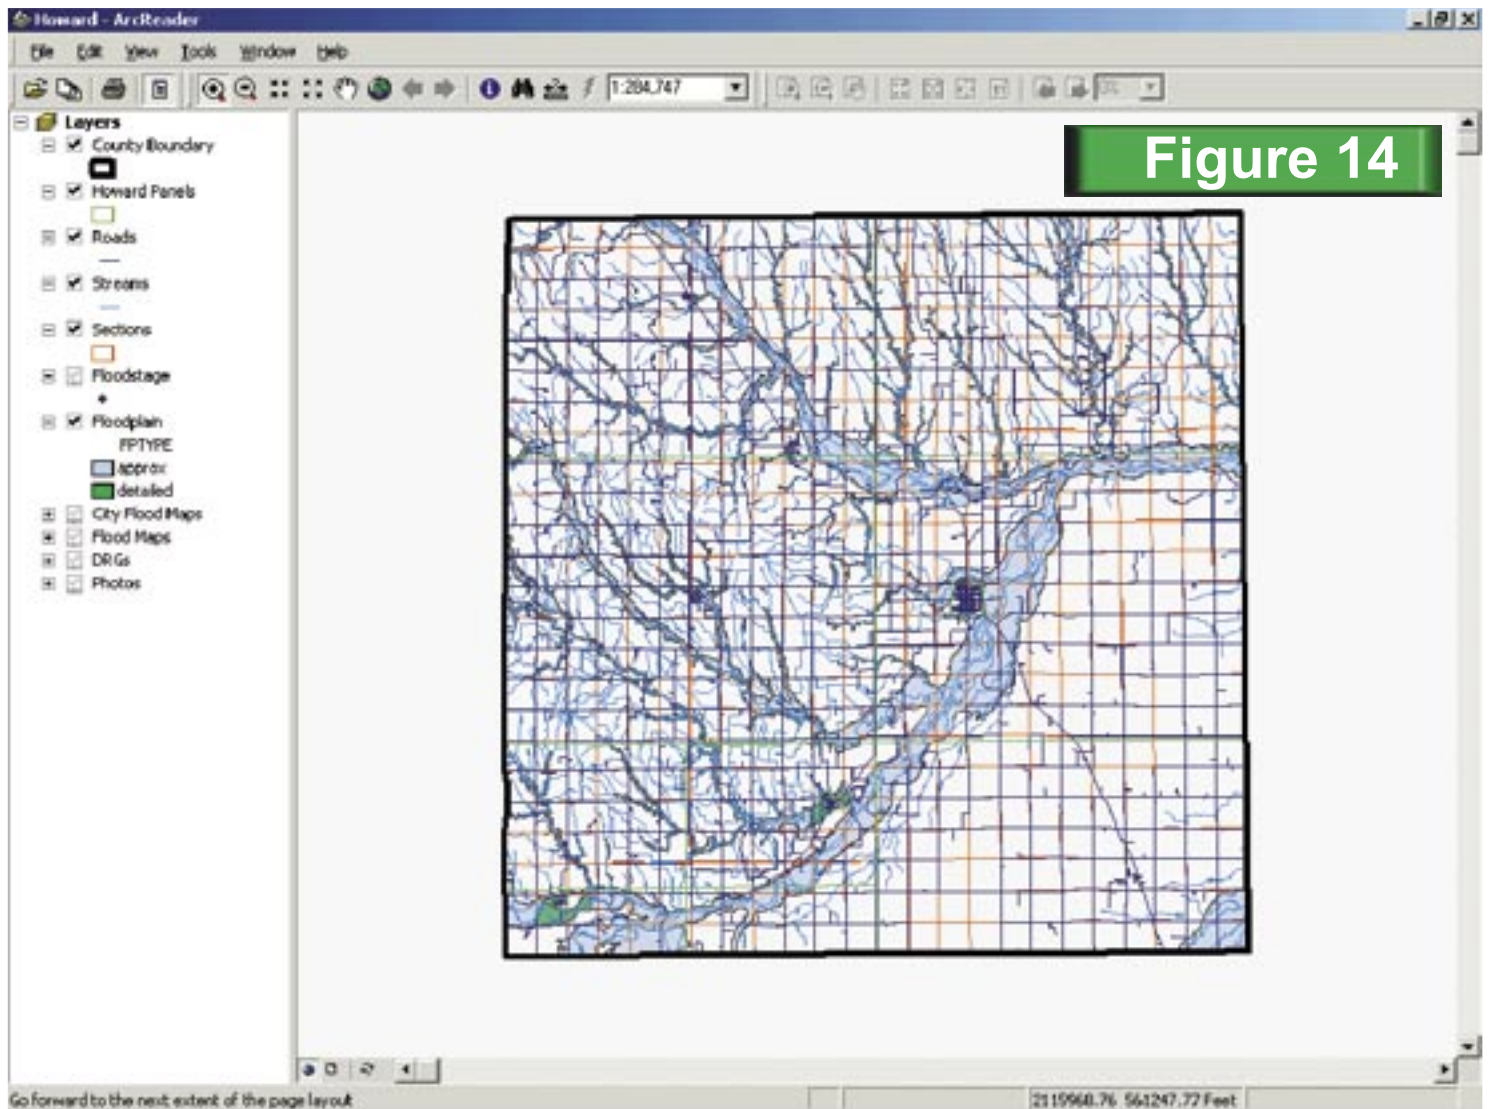 Howard - ArcReader
File Edit View Tools Window Help
1:284,747
Layers
County Boundary
Howard Panels
Roads
Streams
Sections
Floodstage
Floodplain
FPTYPE
approx
detailed
City Flood Maps
Flood Maps
DRGs
Photos
Figure 14
Go forward to the next extent of the page layout
2119968.76 561247.77 Feet